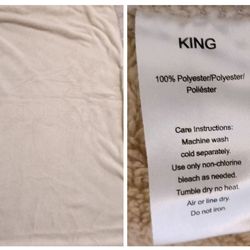 KING
100% Polyester/Polyester/
Poliéster
Care Instructions:
Machine wash
cold separately.
Use only non-chlorine
bleach as needed.
Tumble dry no heat.
Air or line dry.
Do not iron.